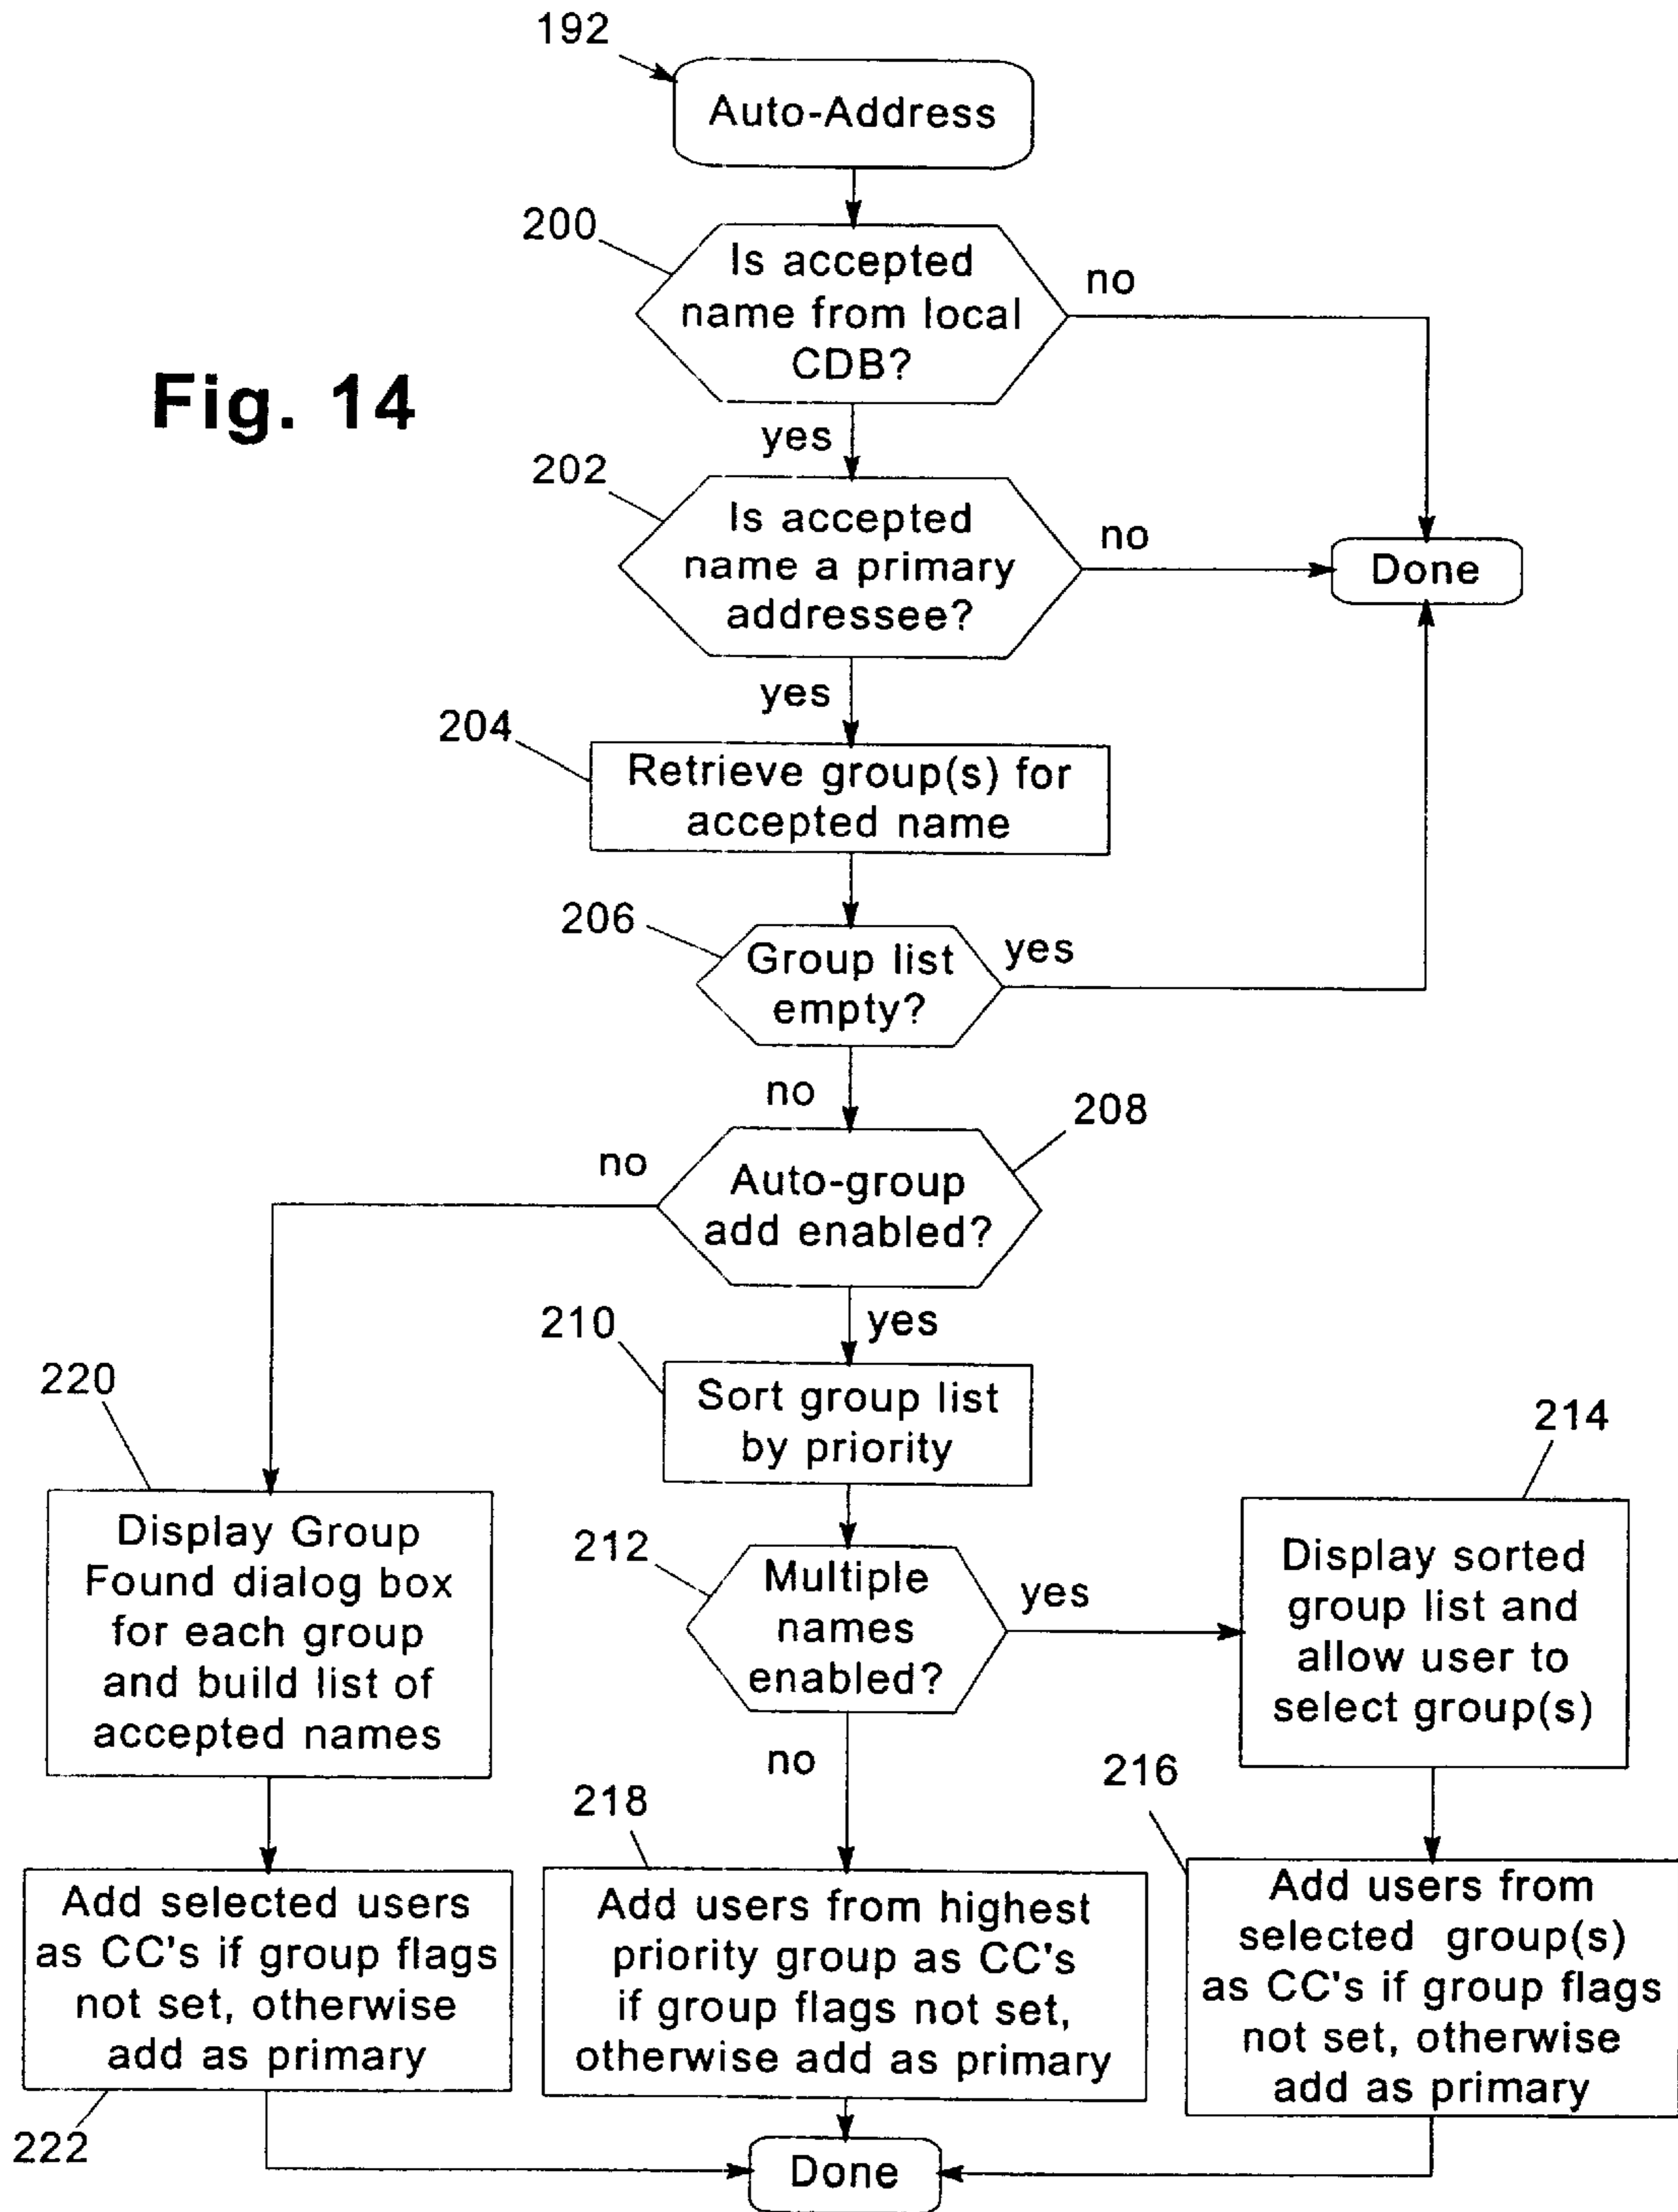 192
Auto-Address
200
Is accepted
name from local
CDB?
no
Fig. 14
yes
202
Is accepted
name a primary
addressee?
no
Done
yes
204
Retrieve group(s) for
accepted name
206
Group list
empty?
yes
no
208
no
Auto-group
add enabled?
yes
210
Sort group list
by priority
220
Display Group
Found dialog box
for each group
and build list of
accepted names
212
Multiple
names
enabled?
yes
214
Display sorted
group list and
allow user to
select group(s)
no
222
Add selected users
as CC's if group flags
not set, otherwise
add as primary
218
Add users from highest
priority group as CC's
if group flags not set,
otherwise add as primary
216
Add users from
selected group(s)
as CC's if group flags
not set, otherwise
add as primary
Done